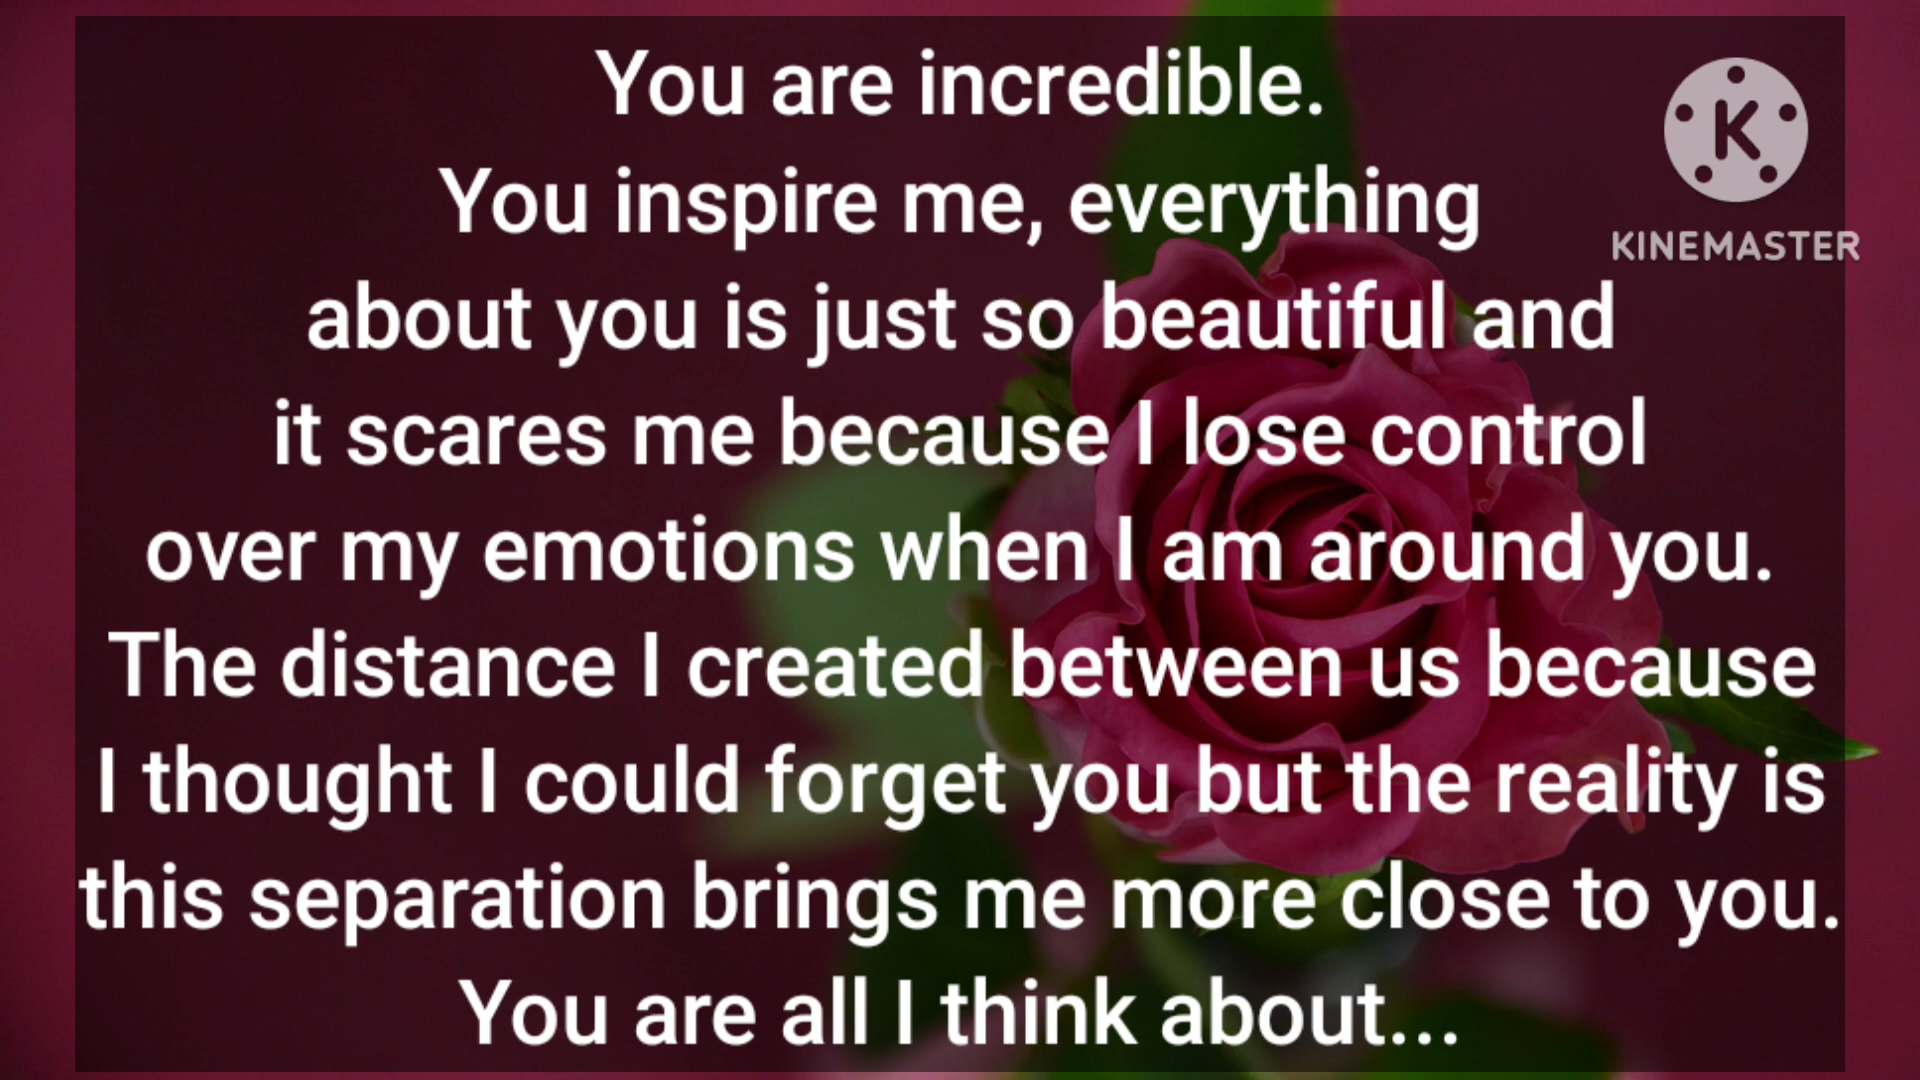 You are incredible.
You inspire me, everything
about you is just so beautiful and
it scares me because I lose control
over my emotions when I am around you.
The distance I created between us because
I thought I could forget you but the reality is
this separation brings me more close to you.
You are all I think about...
K
KINEMASTER